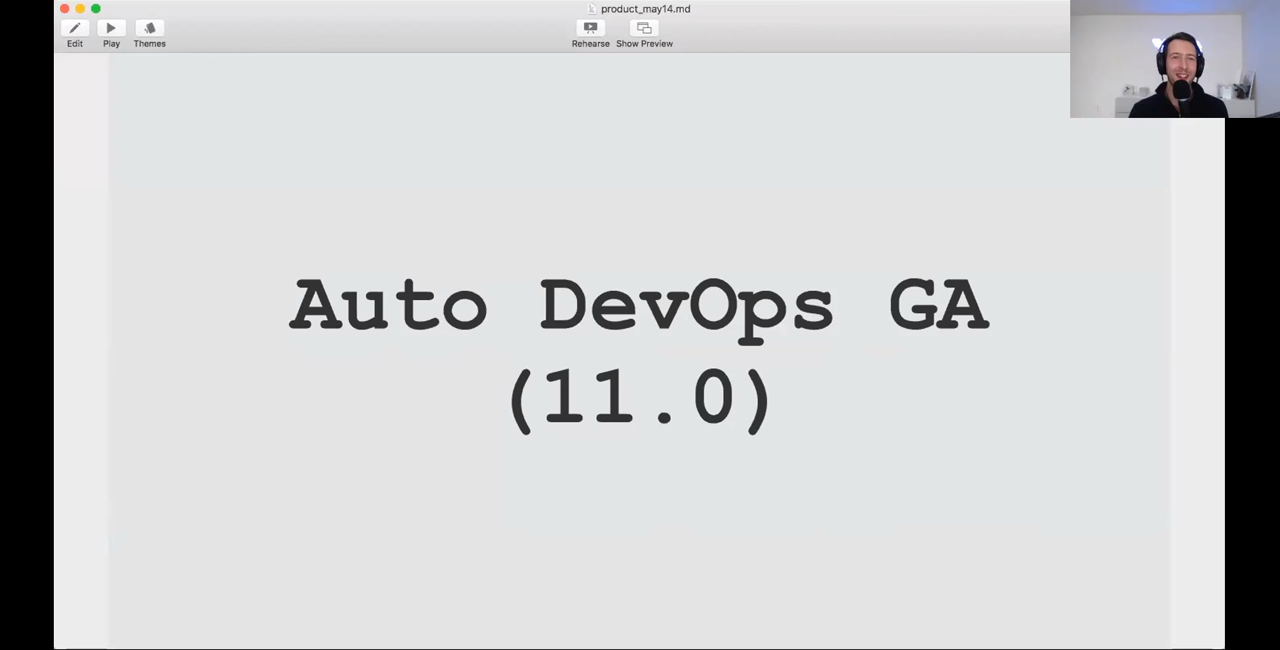 product_may14.md
Edit
Play
Themes
Rehearse
Show Preview
Auto DevOps GA
(11.0)